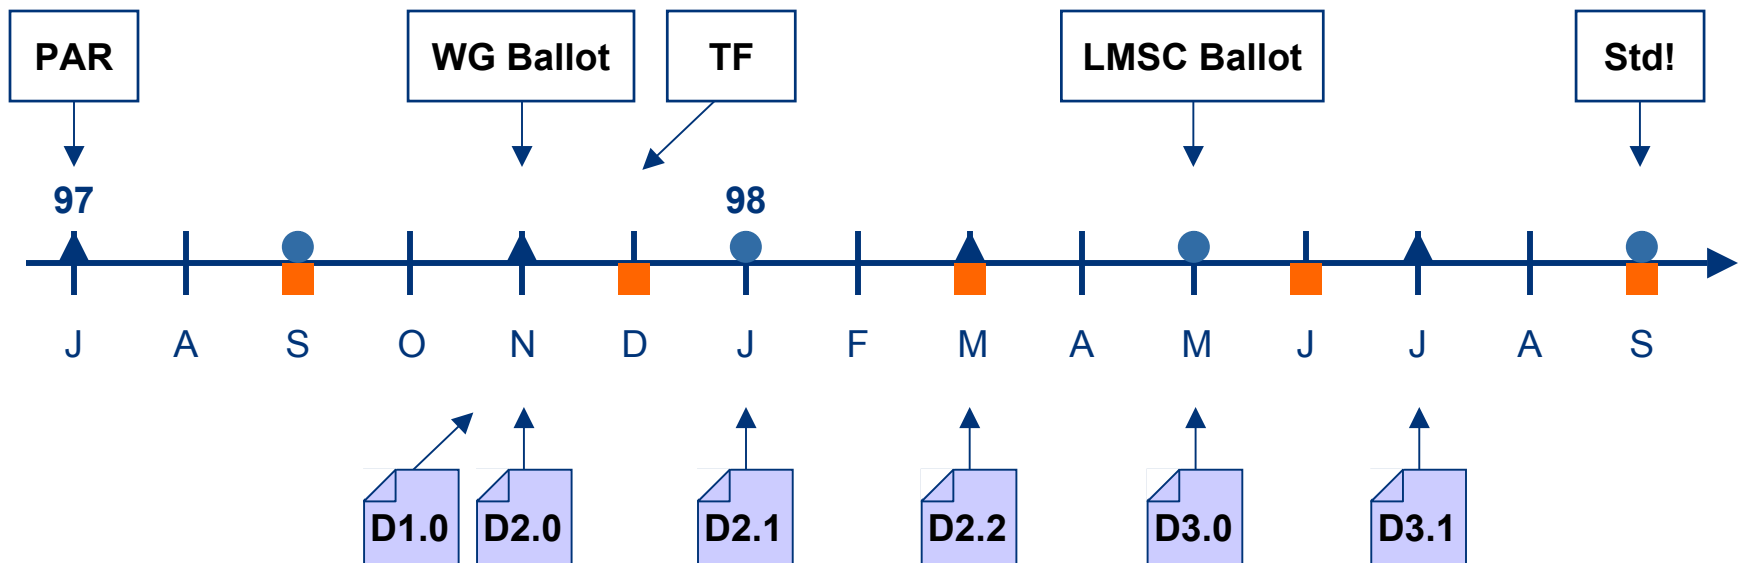 PAR WG Ballot TF LMSC Ballot Std!
97 98
J A S O N D J F M A M J J A S
D1.0 D2.0 D2.1 D2.2 D3.0 D3.1